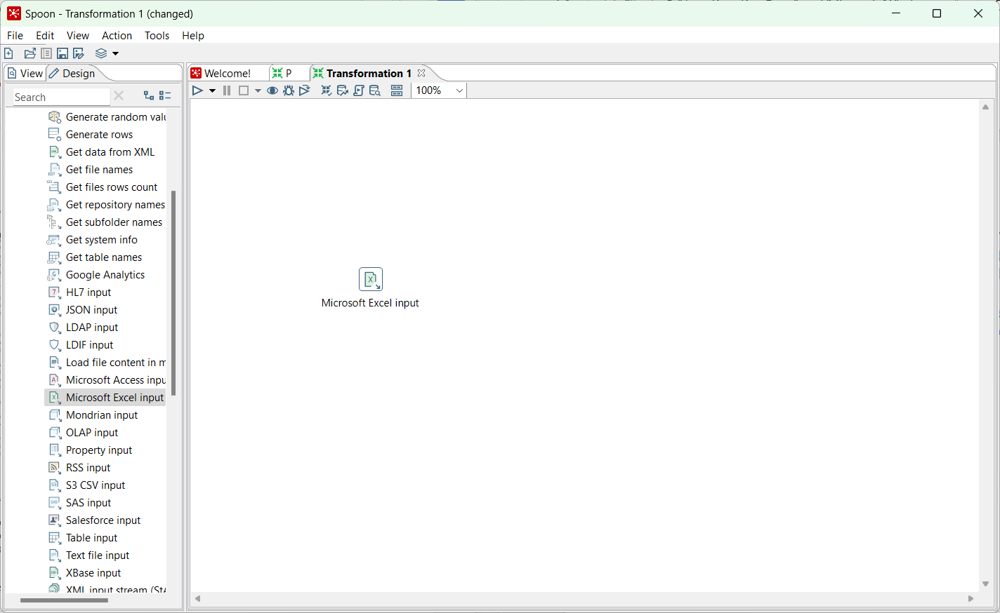 Spoon - Transformation 1 (changed)
File Edit View Action Tools Help
View Design
Welcome! P Transformation 1
Search
100%
Generate random valu
Generate rows
Get data from XML
Get file names
Get files rows count
Get repository names
Get subfolder names
Get system info
Get table names
Google Analytics
HL7 input
JSON input
LDAP input
LDIF input
Load file content in m
Microsoft Access inpu
Microsoft Excel input
Mondrian input
OLAP input
Property input
RSS input
S3 CSV input
SAS input
Salesforce input
Table input
Text file input
XBase input
XML input stream (StA
Microsoft Excel input